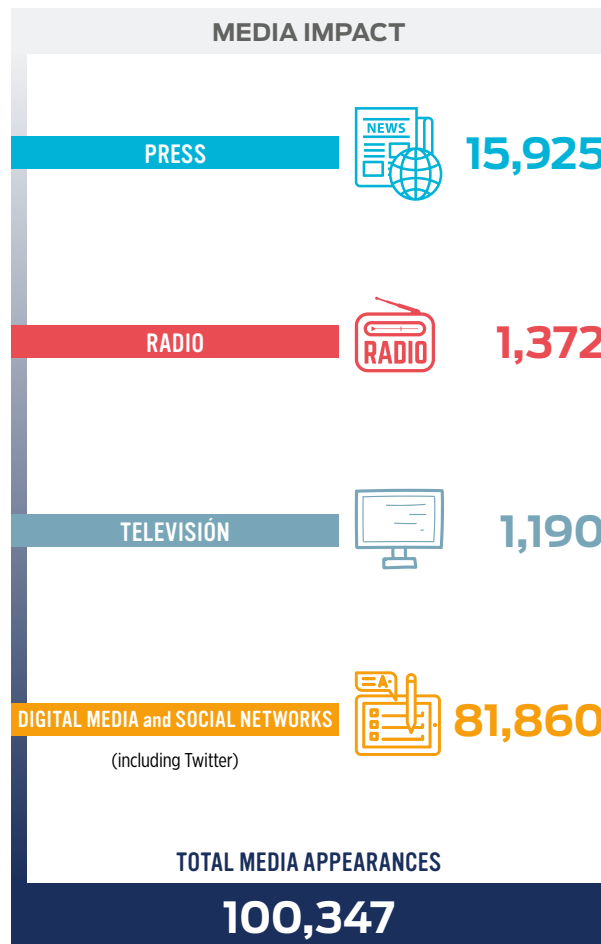 MEDIA IMPACT
PRESS
NEWS
15,925
RADIO
RADIO
1,372
TELEVISIÓN
1,190
DIGITAL MEDIA and SOCIAL NETWORKS
A+
81,860
(including Twitter)
TOTAL MEDIA APPEARANCES
100,347